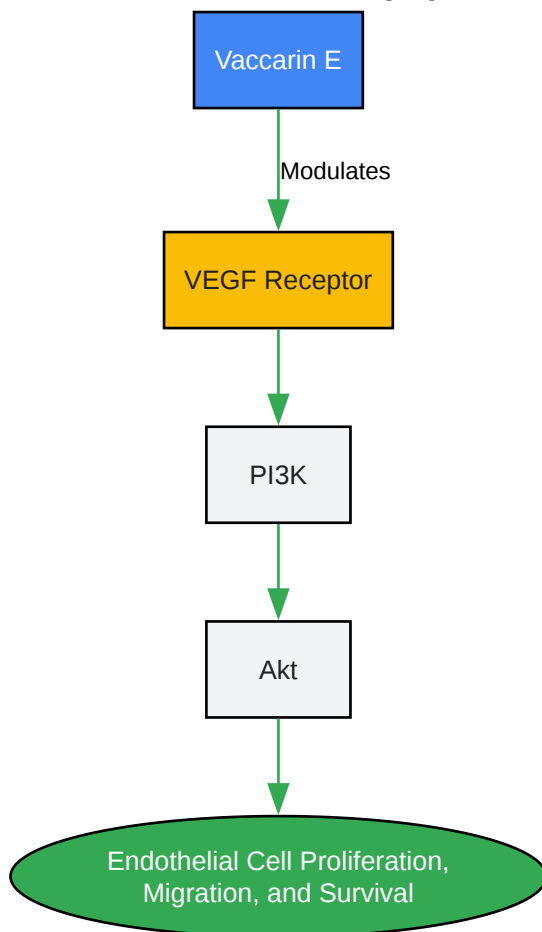 Vaccarin E
Modulates
VEGF Receptor
PI3K
Akt
Endothelial Cell Proliferation,
Migration, and Survival